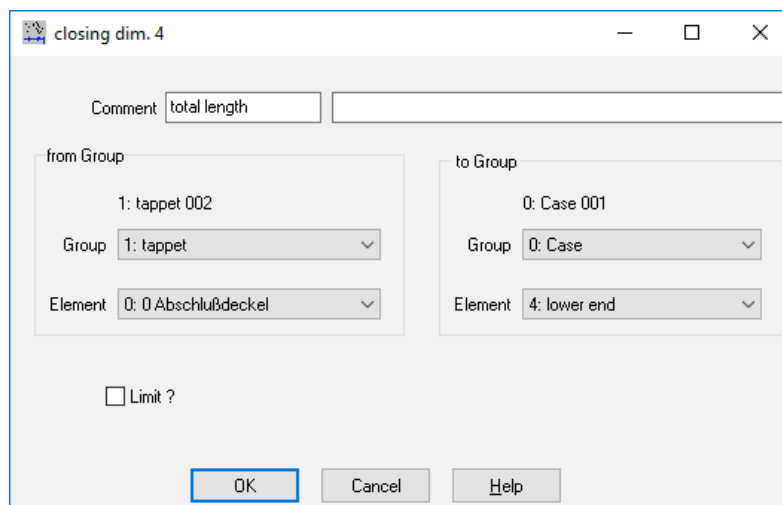 closing dim. 4
Comment total length
from Group
1: tappet 002
Group 1: tappet
Element 0: 0 Abschlußdeckel
to Group
0: Case 001
Group 0: Case
Element 4: lower end
Limit ?
OK Cancel Help